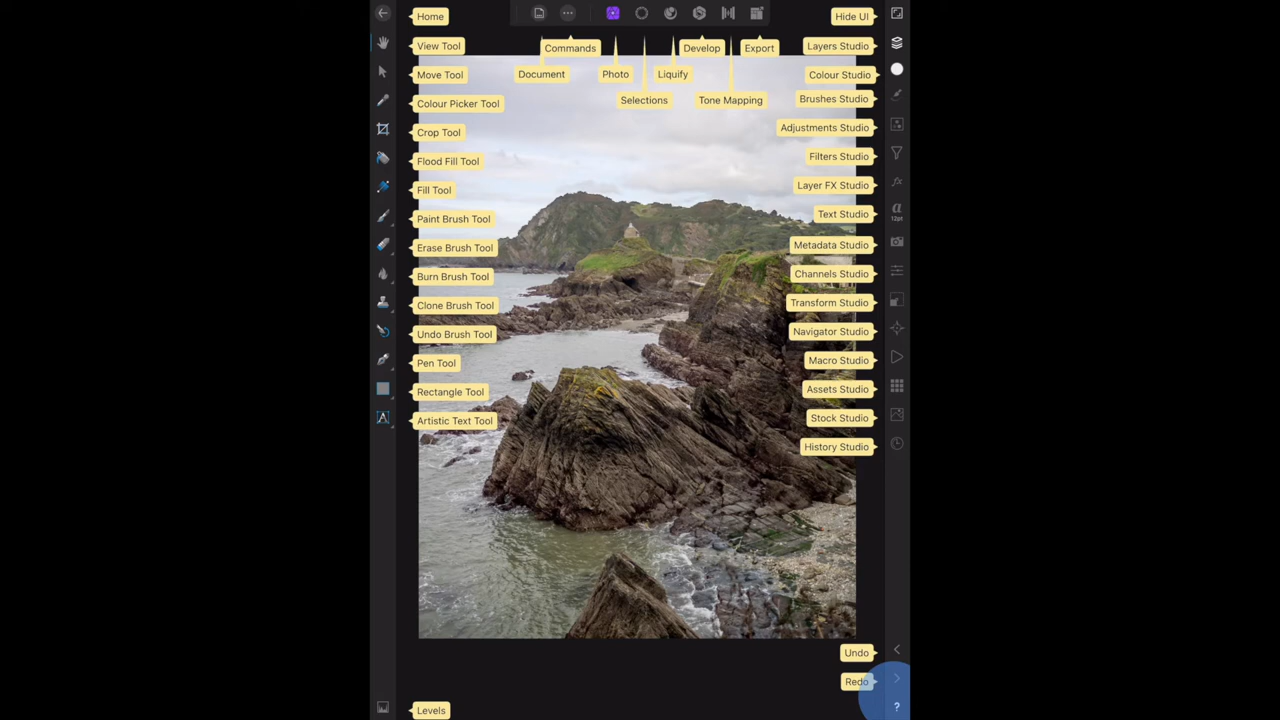 Home
Hide UI
View Tool
Commands
Develop
Export
Layers Studio
Move Tool
Document
Photo
Liquify
Colour Studio
Colour Picker Tool
Selections
Tone Mapping
Brushes Studio
Crop Tool
Adjustments Studio
Flood Fill Tool
Filters Studio
Fill Tool
Layer FX Studio
Paint Brush Tool
Text Studio
a
12pt
Erase Brush Tool
Metadata Studio
Burn Brush Tool
Channels Studio
Clone Brush Tool
Transform Studio
Undo Brush Tool
Navigator Studio
Pen Tool
Macro Studio
Rectangle Tool
Assets Studio
Artistic Text Tool
Stock Studio
History Studio
Undo
Redo
Levels
?